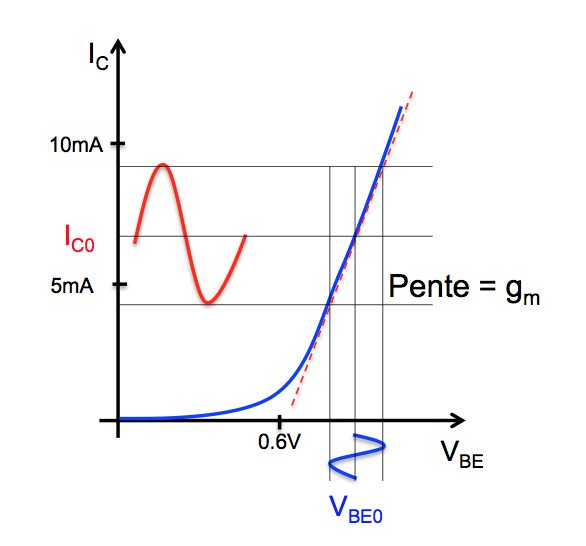 IC
10mA
IC0
5mA
Pente = gm
0.6V
VBE
VBE0